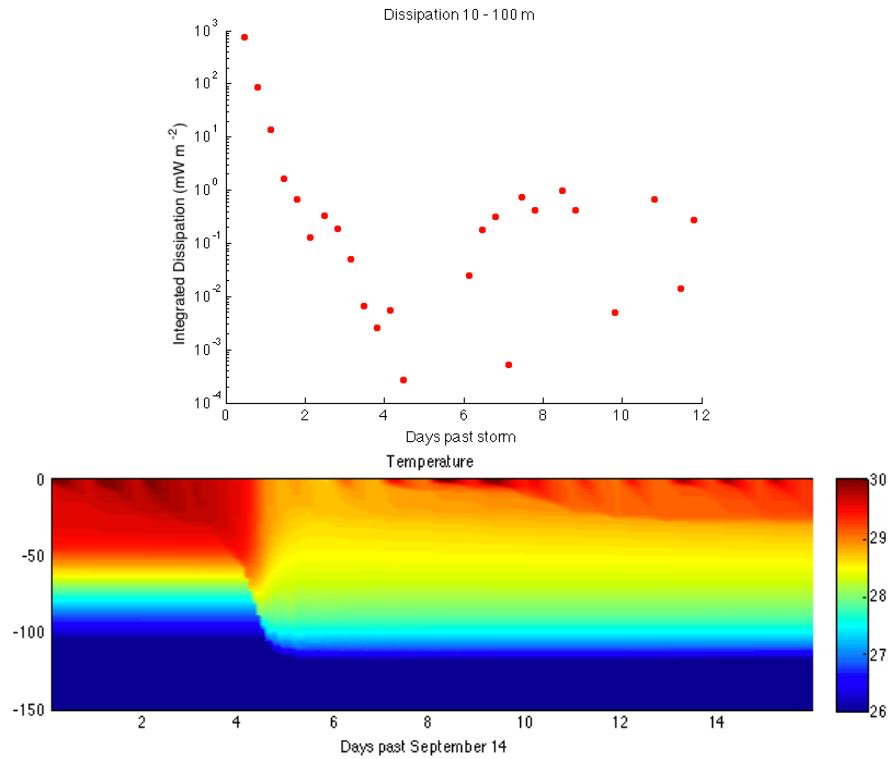 Dissipation 10 - 100 m
10^3
10^2
10^1
10^0
10^-1
10^-2
10^-3
10^-4
Integrated Dissipation (mW m^-2)
0 2 4 6 8 10 12
Days past storm
Temperature
0
-50
-100
-150
2 4 6 8 10 12 14
Days past September 14
30
29
28
27
26